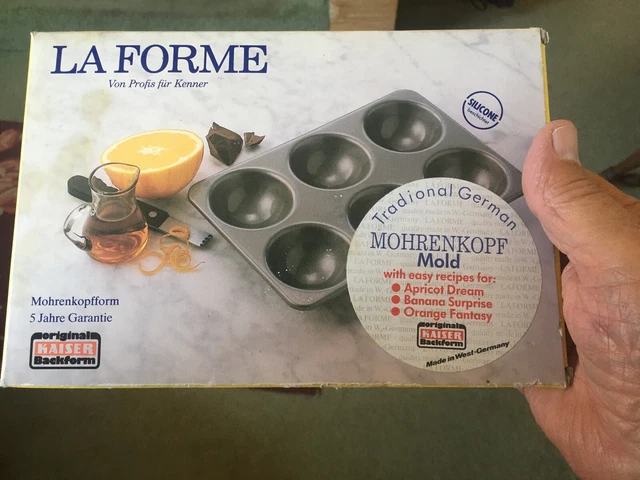 LA FORME
Von Profis für Kenner
SILICONE
beschichtet
Tradional German
MOHRENKOPF
Mold
with easy recipes for:
Apricot Dream
Banana Surprise
Orange Fantasy
original
KAISER
Backform
Made in West-Germany
Mohrenkopfform
5 Jahre Garantie
original
KAISER
Backform